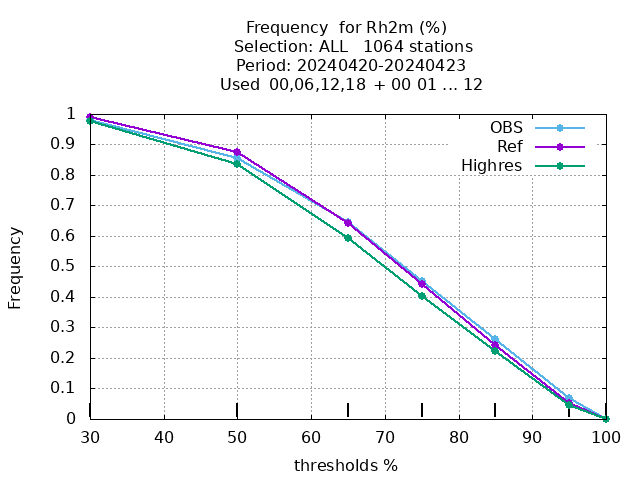 Frequency  for Rh2m (%)
Selection: ALL   1064 stations
Period: 20240420-20240423
Used  00,06,12,18  + 00 01 ... 12
OBS
Ref
Highres
1
0.9
0.8
0.7
0.6
0.5
0.4
0.3
0.2
0.1
0
Frequency
30 40 50 60 70 80 90 100
thresholds %